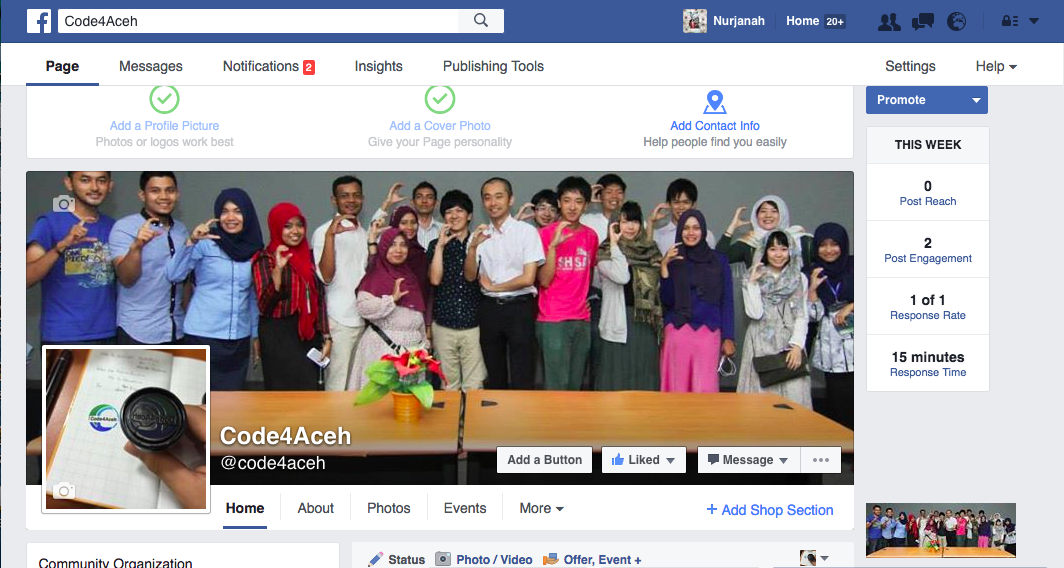 Code4Aceh
Nurjanah
Home 20+
Page
Messages
Notifications 2
Insights
Publishing Tools
Settings
Help
Add a Profile Picture
Photos or logos work best
Add a Cover Photo
Give your Page personality
Add Contact Info
Help people find you easily
Promote
THIS WEEK
0
Post Reach
2
Post Engagement
1 of 1
Response Rate
15 minutes
Response Time
Code4Aceh
Code4Aceh
@code4aceh
Add a Button
Liked
Message
Home
About
Photos
Events
More
+ Add Shop Section
Community Organization
Status
Photo / Video
Offer, Event +